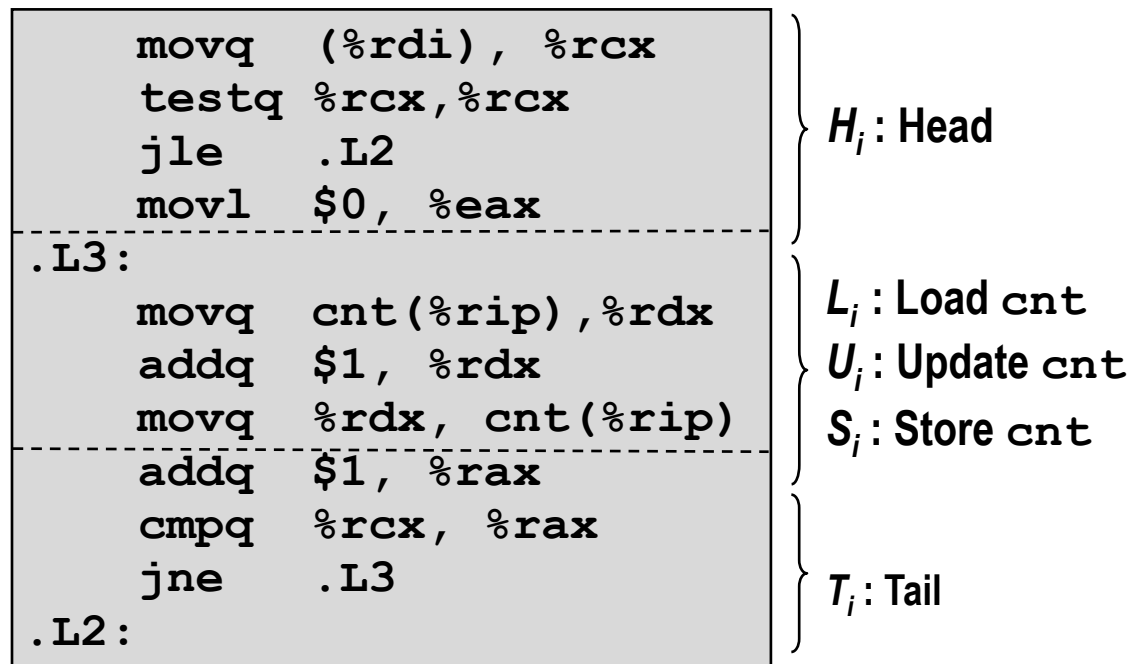 movq (%rdi), %rcx
testq %rcx,%rcx
jle .L2
movl $0, %eax
Hi : Head
.L3:
movq cnt(%rip),%rdx
addq $1, %rdx
movq %rdx, cnt(%rip)
Li : Load cnt
Ui : Update cnt
Si : Store cnt
addq $1, %rax
cmpq %rcx, %rax
jne .L3
.L2:
Ti : Tail